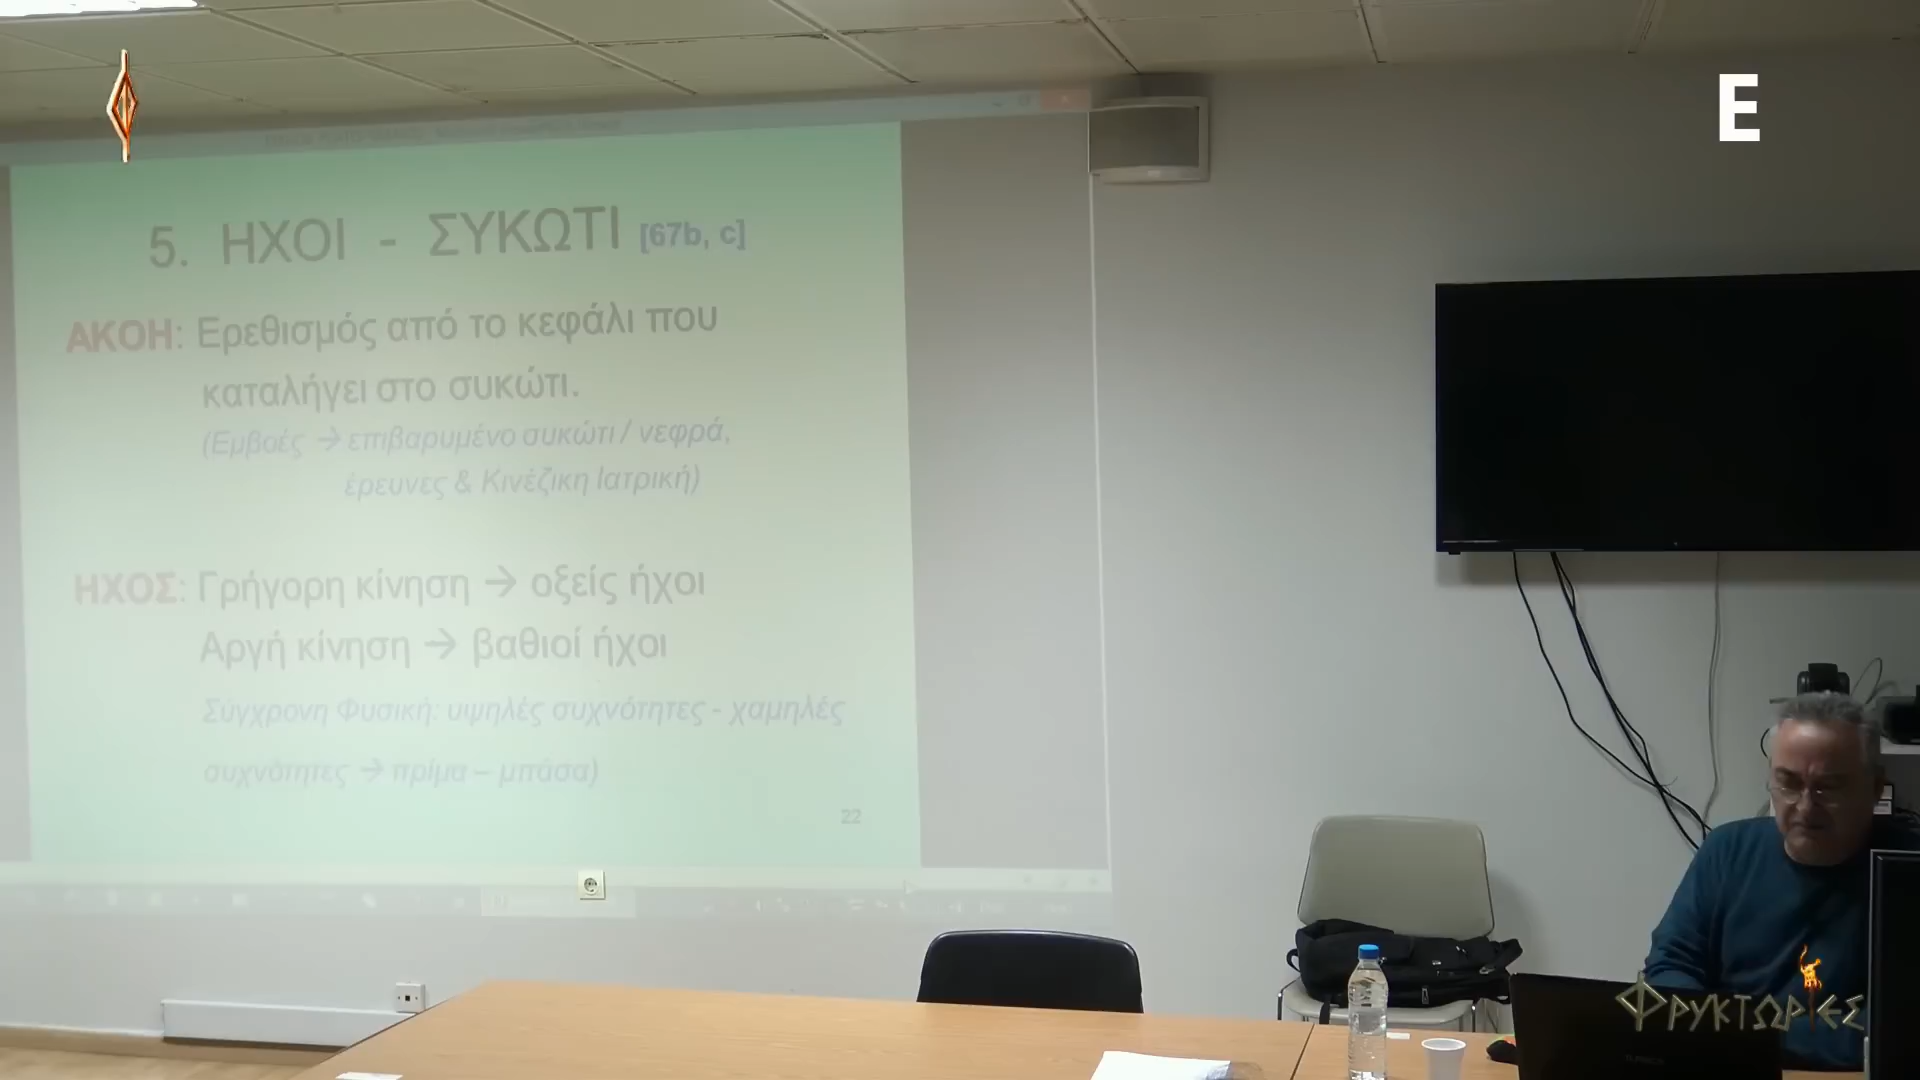 E
5. ΗΧΟΙ - ΣΥΚΩΤΙ [67b, c]
ΑΚΟΗ: Ερεθισμός από το κεφάλι που
καταλήγει στο συκώτι.
(Εμβοές → επιβαρυμένο συκώτι / νεφρά,
έρευνες & Κινέζικη Ιατρική)
ΗΧΟΣ: Γρήγορη κίνηση → οξείς ήχοι
Αργή κίνηση → βαθιοί ήχοι
Σύγχρονη Φυσική: υψηλές συχνότητες - χαμηλές
συχνότητες → πρίμα – μπάσα)
22
ΦΡΥΚΤΩΡΙΕΣ